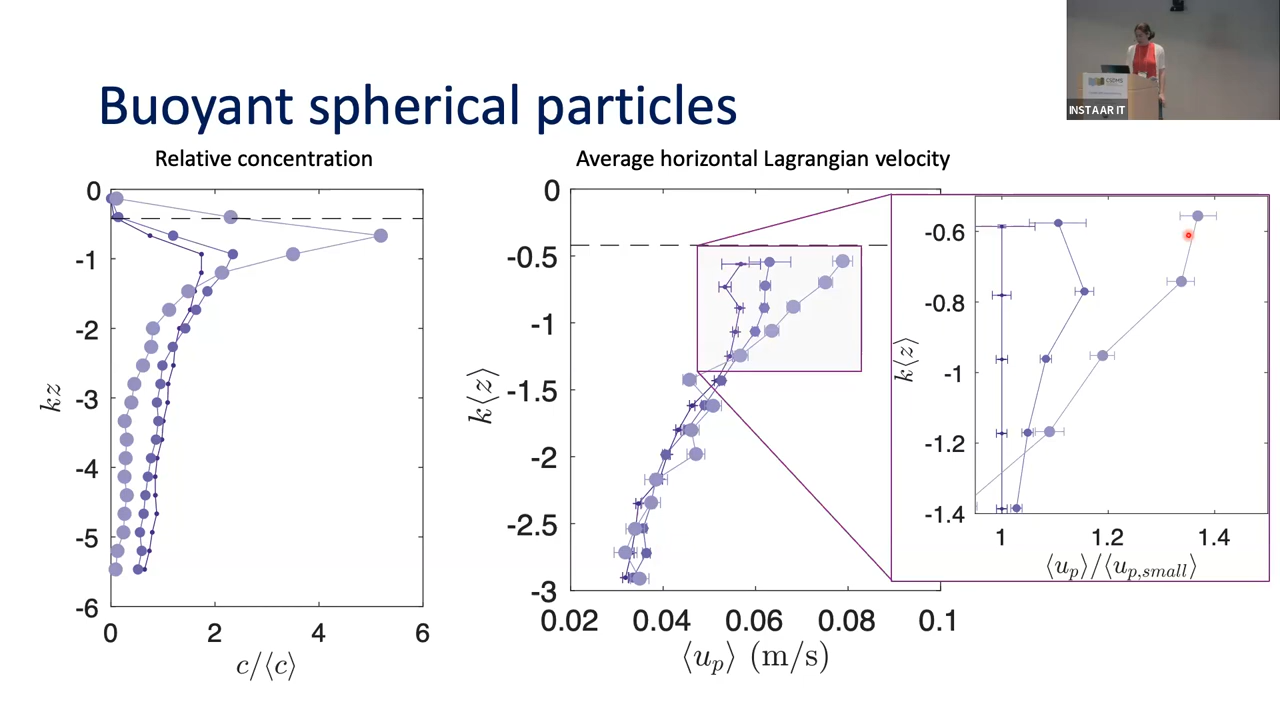 INSTAAR IT
Buoyant spherical particles
Relative concentration
0
-1
-2
-3
-4
-5
-6
kz
0 2 4 6
c/⟨c⟩
Average horizontal Lagrangian velocity
0
-0.5
-1
-1.5
-2
-2.5
-3
k⟨z⟩
0.02 0.04 0.06 0.08 0.1
⟨u_p⟩ (m/s)
-0.6
-0.8
-1
-1.2
-1.4
k⟨z⟩
1 1.2 1.4
⟨u_p⟩/⟨u_{p,small}⟩